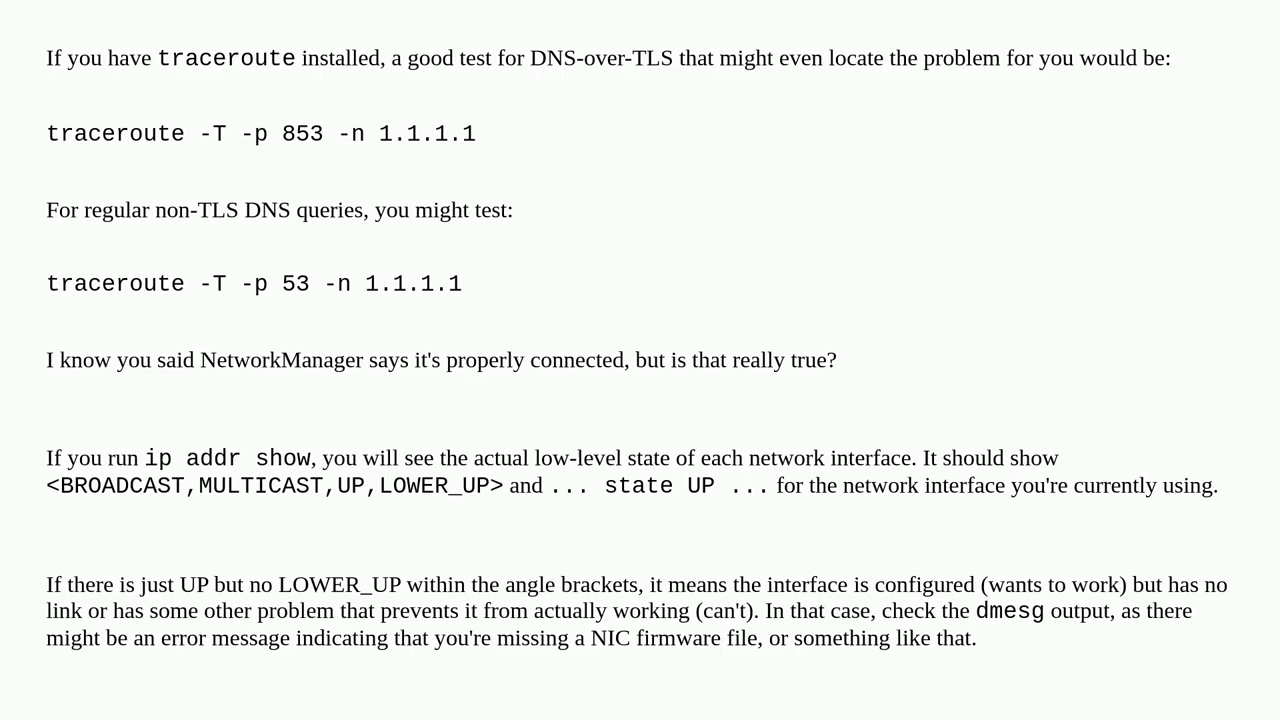 If you have traceroute installed, a good test for DNS-over-TLS that might even locate the problem for you would be:
traceroute -T -p 853 -n 1.1.1.1
For regular non-TLS DNS queries, you might test:
traceroute -T -p 53 -n 1.1.1.1
I know you said NetworkManager says it's properly connected, but is that really true?
If you run ip addr show, you will see the actual low-level state of each network interface. It should show
<BROADCAST,MULTICAST,UP,LOWER_UP> and ... state UP ... for the network interface you're currently using.
If there is just UP but no LOWER_UP within the angle brackets, it means the interface is configured (wants to work) but has no
link or has some other problem that prevents it from actually working (can't). In that case, check the dmesg output, as there
might be an error message indicating that you're missing a NIC firmware file, or something like that.